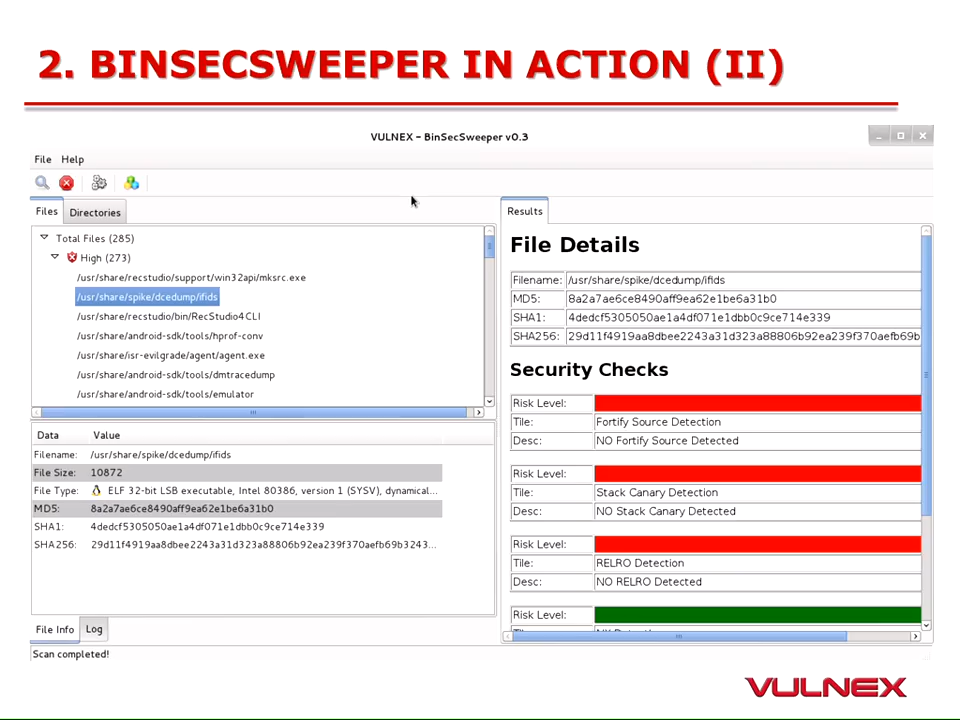 2. BINSECSWEEPER IN ACTION (II)
VULNEX – BinSecSweeper v0.3
File Help
Files Directories
Total Files (285)
High (273)
/usr/share/recstudio/support/win32api/mksrc.exe
/usr/share/spike/dcedump/ifids
/usr/share/recstudio/bin/RecStudio4CLI
/usr/share/android-sdk/tools/hprof-conv
/usr/share/isr-evilgrade/agent/agent.exe
/usr/share/android-sdk/tools/dmtracedump
/usr/share/android-sdk/tools/emulator
Data Value
Filename: /usr/share/spike/dcedump/ifids
File Size: 10872
File Type: ELF 32-bit LSB executable, Intel 80386, version 1 (SYSV), dynamical...
MD5: 8a2a7ae6ce8490aff9ea62e1be6a31b0
SHA1: 4dedcf5305050ae1a4df071e1dbb0c9ce714e339
SHA256: 29d11f4919aa8dbee2243a31d323a88806b92ea239f370aefb69b3243...
File Info Log
Scan completed!
Results
File Details
Filename: /usr/share/spike/dcedump/ifids
MD5: 8a2a7ae6ce8490aff9ea62e1be6a31b0
SHA1: 4dedcf5305050ae1a4df071e1dbb0c9ce714e339
SHA256: 29d11f4919aa8dbee2243a31d323a88806b92ea239f370aefb69b
Security Checks
Risk Level:
Tile: Fortify Source Detection
Desc: NO Fortify Source Detected
Risk Level:
Tile: Stack Canary Detection
Desc: NO Stack Canary Detected
Risk Level:
Tile: RELRO Detection
Desc: NO RELRO Detected
Risk Level:
VULNEX